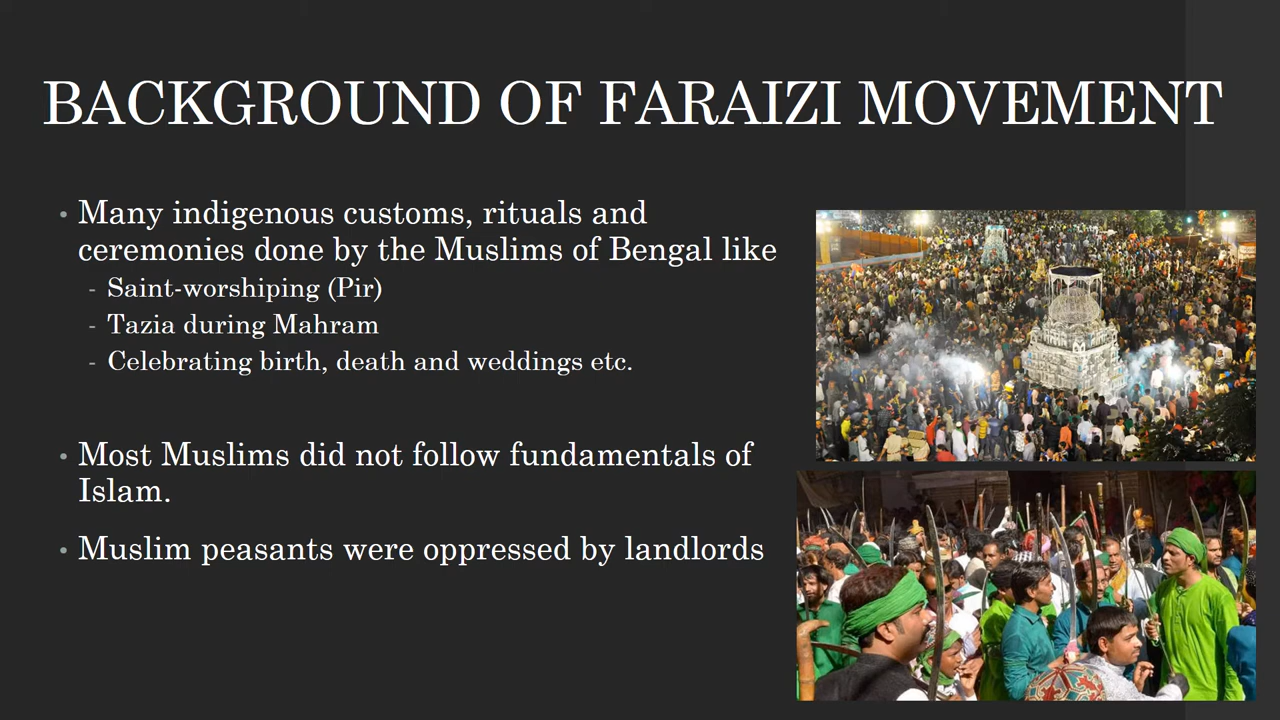 BACKGROUND OF FARAIZI MOVEMENT
• Many indigenous customs, rituals and
ceremonies done by the Muslims of Bengal like
- Saint-worshiping (Pir)
- Tazia during Mahram
- Celebrating birth, death and weddings etc.
• Most Muslims did not follow fundamentals of
Islam.
• Muslim peasants were oppressed by landlords